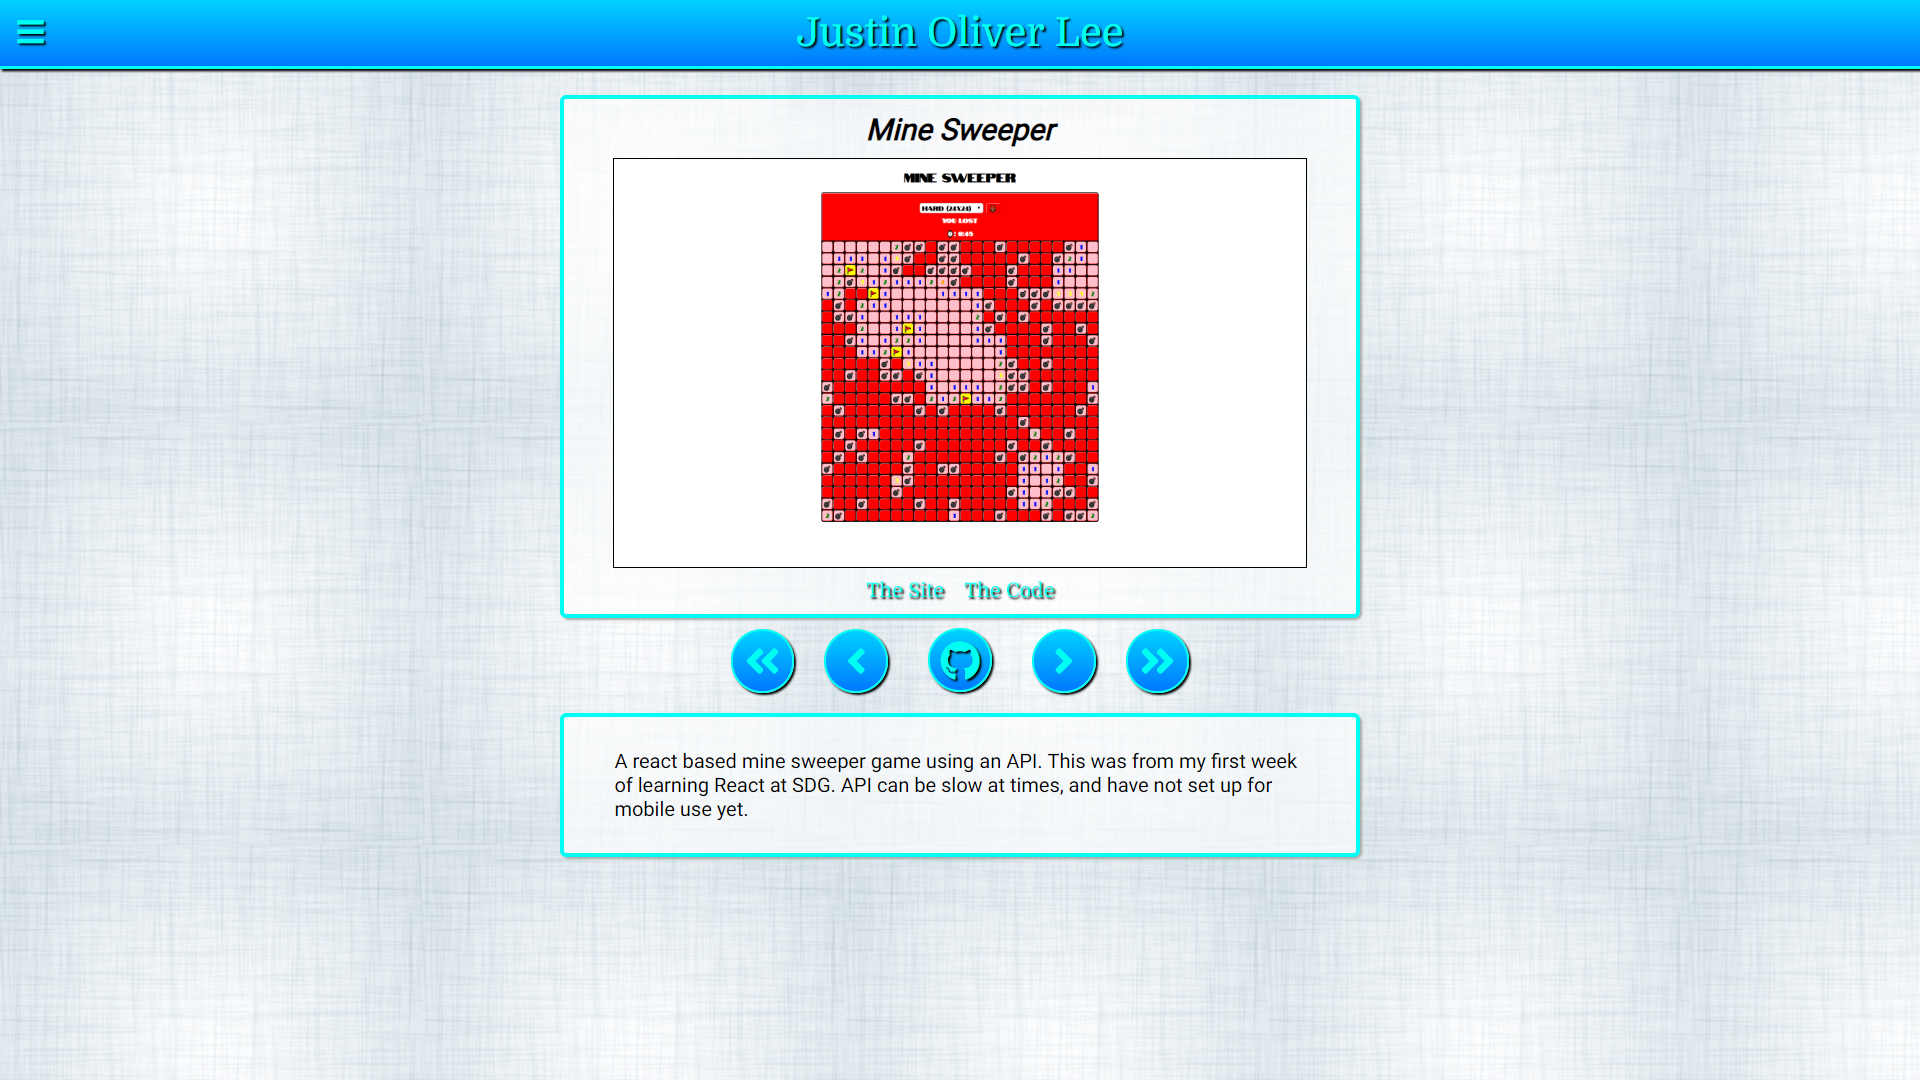 Justin Oliver Lee
Mine Sweeper
MINE SWEEPER
HARD (24X24)
YOU LOST
The Site The Code
A react based mine sweeper game using an API. This was from my first week
of learning React at SDG. API can be slow at times, and have not set up for
mobile use yet.